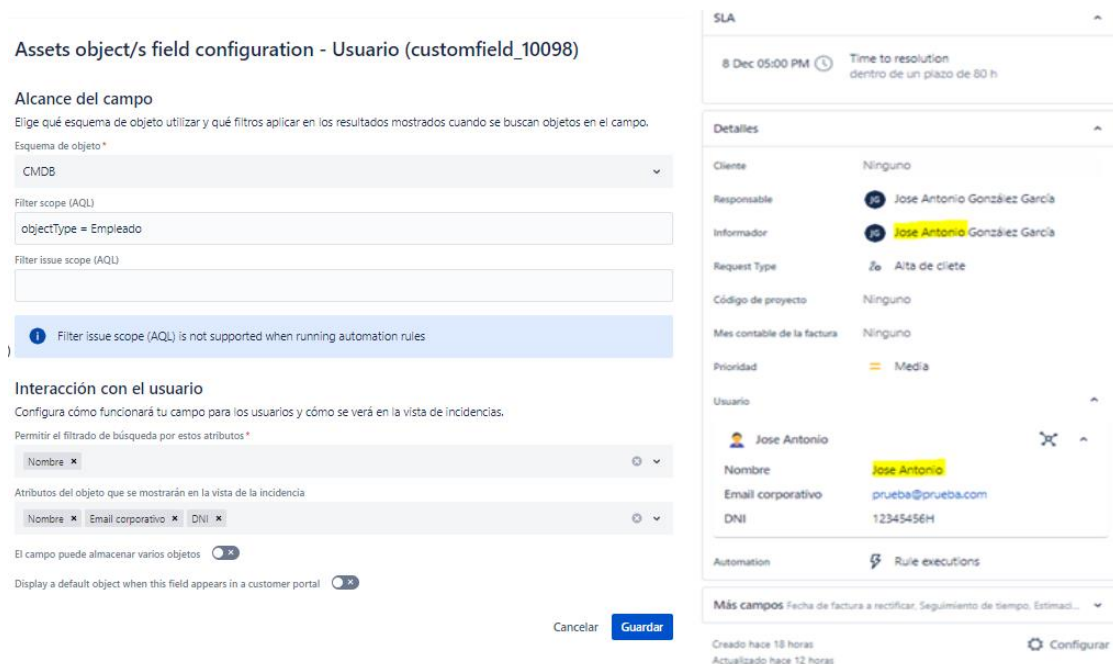 Assets object/s field configuration - Usuario (customfield_10098)
Alcance del campo
Elige qué esquema de objeto utilizar y qué filtros aplicar en los resultados mostrados cuando se buscan objetos en el campo.
Esquema de objeto*
CMDB
Filter scope (AQL)
objectType = Empleado
Filter issue scope (AQL)
Filter issue scope (AQL) is not supported when running automation rules
)
Interacción con el usuario
Configura cómo funcionará tu campo para los usuarios y cómo se verá en la vista de incidencias.
Permitir el filtrado de búsqueda por estos atributos*
Nombre
Atributos del objeto que se mostrarán en la vista de la incidencia
Nombre Email corporativo DNI
El campo puede almacenar varios objetos
Display a default object when this field appears in a customer portal
Cancelar Guardar
SLA
8 Dec 05:00 PM Time to resolution
dentro de un plazo de 80 h
Detalles
Cliente Ninguno
Responsable JG Jose Antonio González García
Informador JG Jose Antonio González García
Request Type Alta de cliete
Código de proyecto Ninguno
Mes contable de la factura Ninguno
Prioridad Media
Usuario
Jose Antonio
Nombre Jose Antonio
Email corporativo prueba@prueba.com
DNI 12345456H
Automation Rule executions
Más campos Fecha de factura a rectificar, Seguimiento de tiempo, Estimaci...
Creado hace 18 horas Configurar
Actualizado hace 12 horas